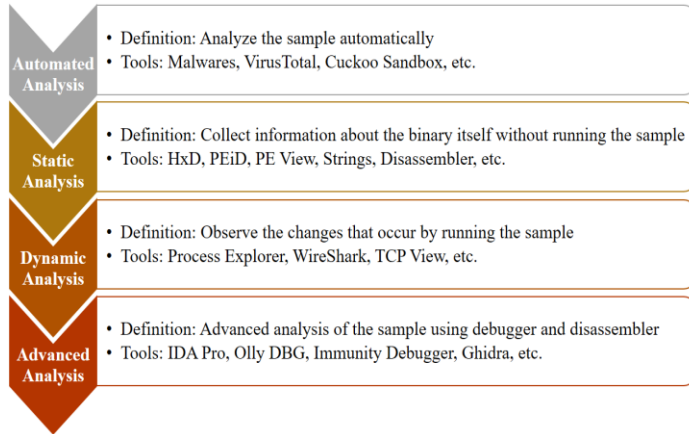 Automated
Analysis
• Definition: Analyze the sample automatically
• Tools: Malwares, VirusTotal, Cuckoo Sandbox, etc.
Static
Analysis
• Definition: Collect information about the binary itself without running the sample
• Tools: HxD, PEiD, PE View, Strings, Disassembler, etc.
Dynamic
Analysis
• Definition: Observe the changes that occur by running the sample
• Tools: Process Explorer, WireShark, TCP View, etc.
Advanced
Analysis
• Definition: Advanced analysis of the sample using debugger and disassembler
• Tools: IDA Pro, Olly DBG, Immunity Debugger, Ghidra, etc.